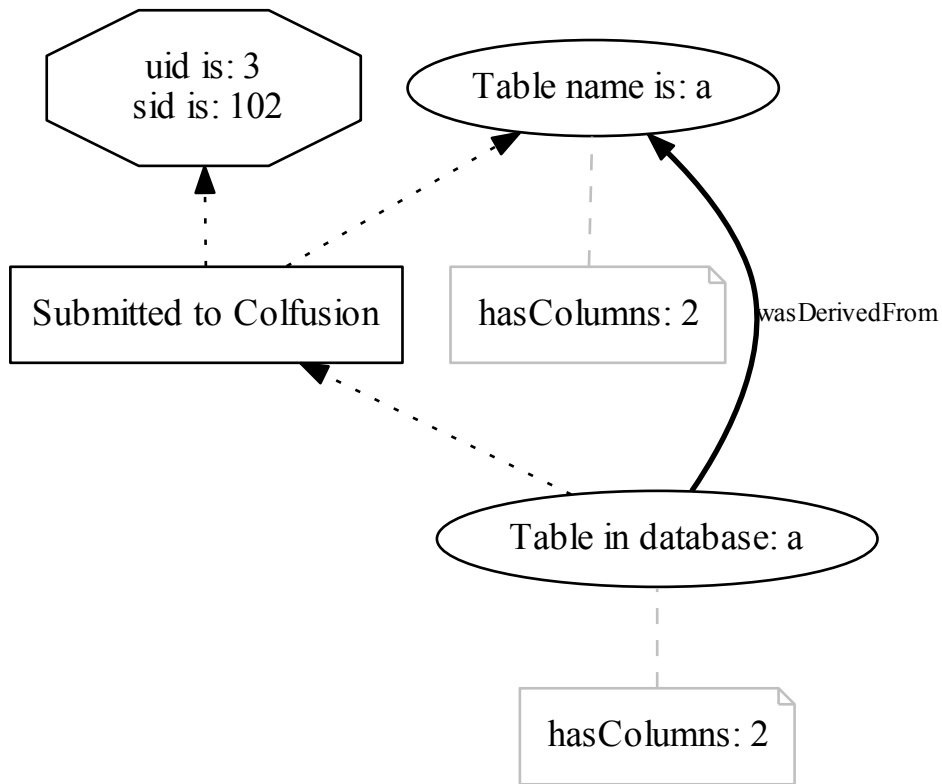 uid is: 3
sid is: 102
Table name is: a
Submitted to Colfusion
hasColumns: 2
wasDerivedFrom
Table in database: a
hasColumns: 2